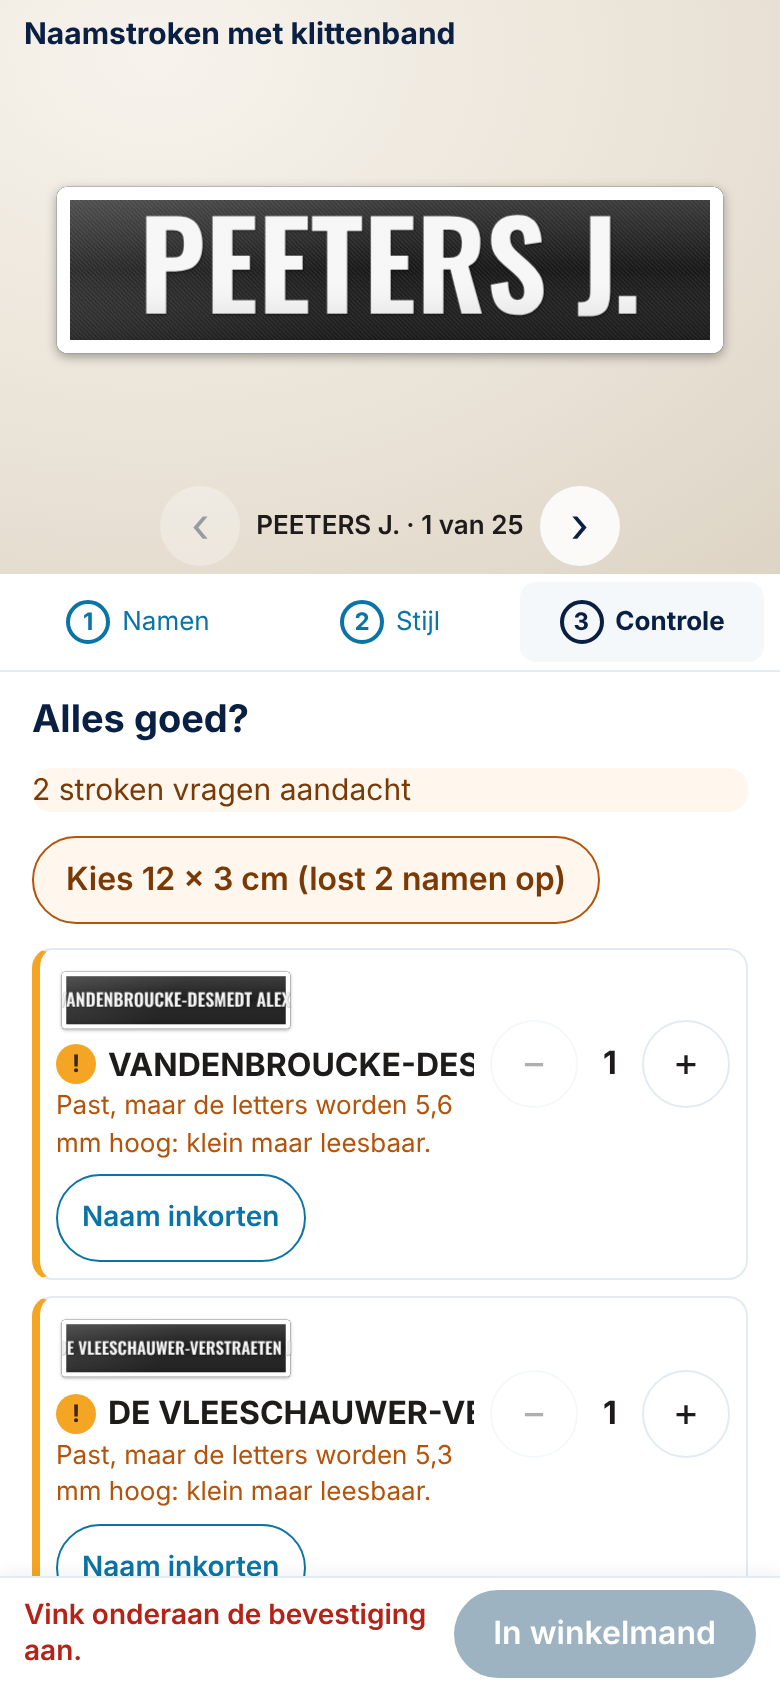 Naamstroken met klittenband
PEETERS J.
‹ PEETERS J. · 1 van 25 ›
1 Namen 2 Stijl 3 Controle
Alles goed?
2 stroken vragen aandacht
Kies 12 × 3 cm (lost 2 namen op)
ANDENBROUCKE-DESMEDT ALEX
! VANDENBROUCKE-DES − 1 +
Past, maar de letters worden 5,6
mm hoog: klein maar leesbaar.
Naam inkorten
E VLEESCHAUWER-VERSTRAETEN
! DE VLEESCHAUWER-VE − 1 +
Past, maar de letters worden 5,3
mm hoog: klein maar leesbaar.
Naam inkorten
Vink onderaan de bevestiging
aan.
In winkelmand